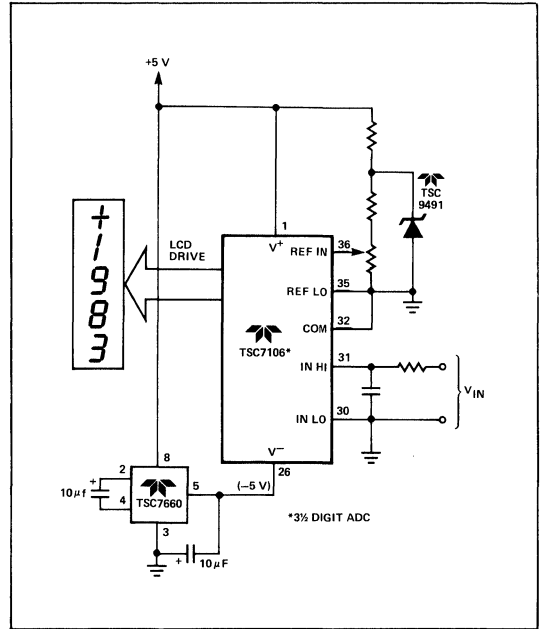 +5 V
TSC
9491
1
V+
REF IN
36
LCD
DRIVE
+1983
REF LO
35
COM
32
TSC7106*
IN HI
31
VIN
IN LO
30
V−
26
8
2
5
(−5 V)
+
10μf
4
TSC7660
*3½ DIGIT ADC
3
+
10μF